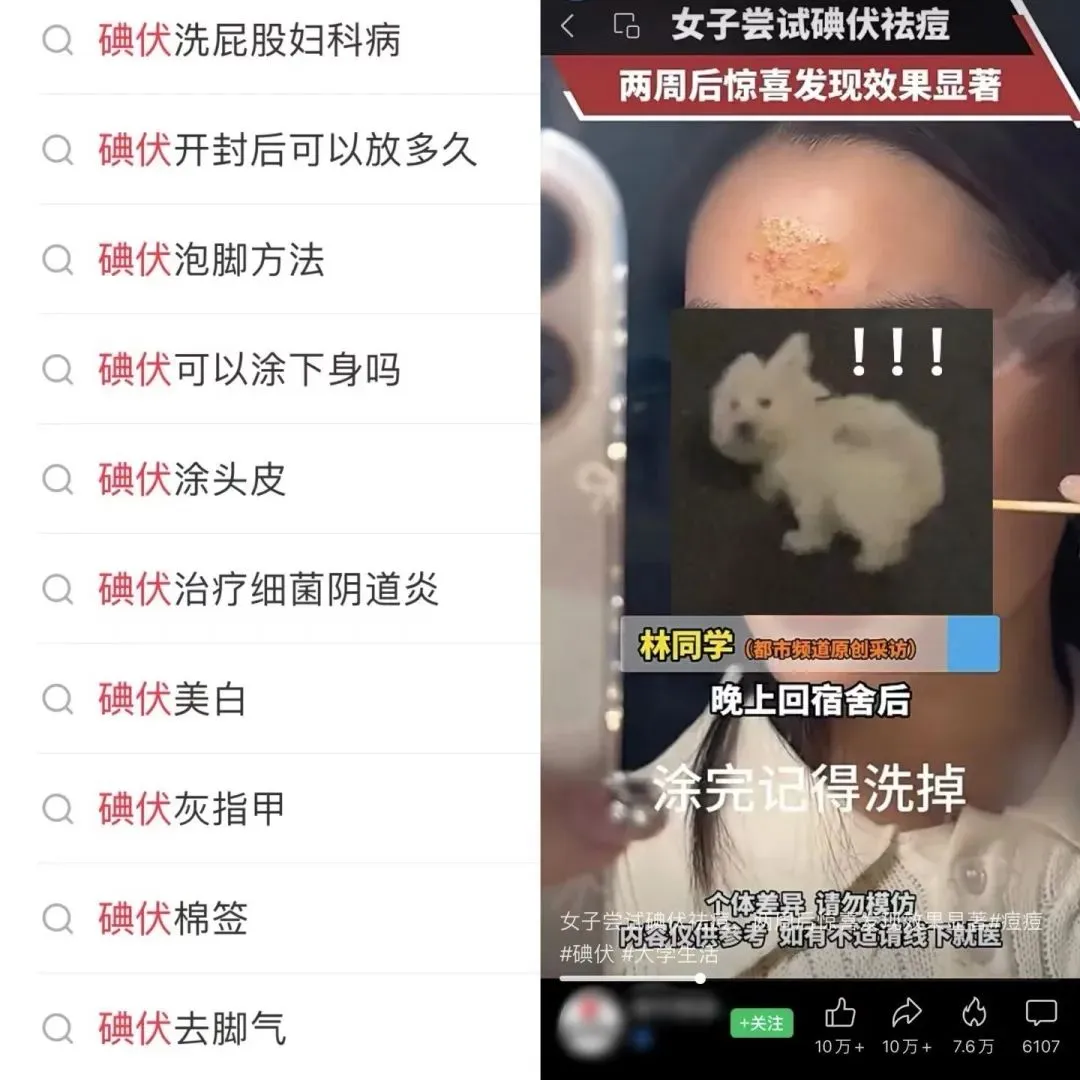 碘伏洗屁股妇科病
碘伏开封后可以放多久
碘伏泡脚方法
碘伏可以涂下身吗
碘伏涂头皮
碘伏治疗细菌阴道炎
碘伏美白
碘伏灰指甲
碘伏棉签
碘伏去脚气
女子尝试碘伏祛痘
两周后惊喜发现效果显著
!!!
林同学(都市频道原创采访)
晚上回宿舍后
涂完记得洗掉
个体差异 请勿模仿
女子尝试碘伏祛痘 两周后惊喜发现效果显著#痘痘
内容仅供参考 如有不适请线下就医
#碘伏 #大学生活
+关注
10万+
10万+
7.6万
6107